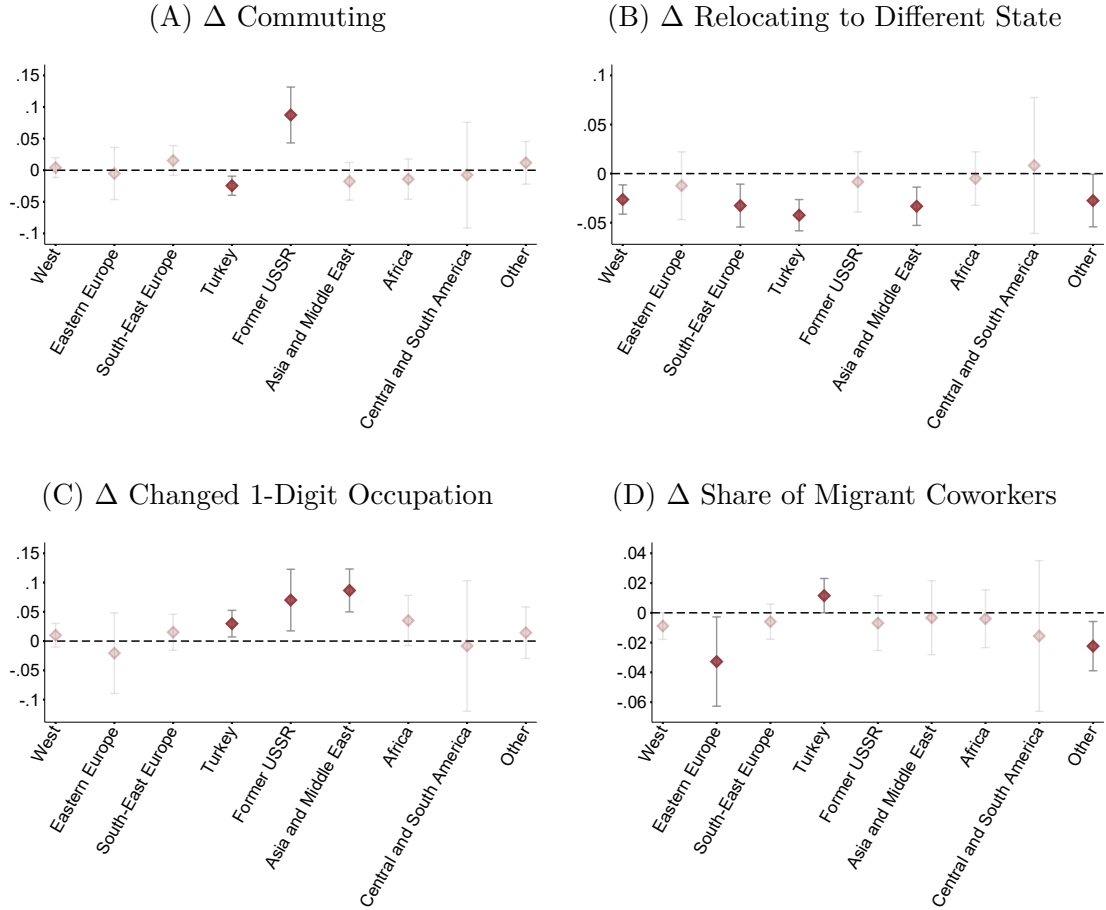 (A) Δ Commuting
.15
.1
.05
0
-.05
-.1
West
Eastern Europe
South-East Europe
Turkey
Former USSR
Asia and Middle East
Africa
Central and South America
Other
(B) Δ Relocating to Different State
.1
.05
0
-.05
West
Eastern Europe
South-East Europe
Turkey
Former USSR
Asia and Middle East
Africa
Central and South America
Other
(C) Δ Changed 1-Digit Occupation
.15
.1
.05
0
-.05
-.1
West
Eastern Europe
South-East Europe
Turkey
Former USSR
Asia and Middle East
Africa
Central and South America
Other
(D) Δ Share of Migrant Coworkers
.04
.02
0
-.02
-.04
-.06
West
Eastern Europe
South-East Europe
Turkey
Former USSR
Asia and Middle East
Africa
Central and South America
Other